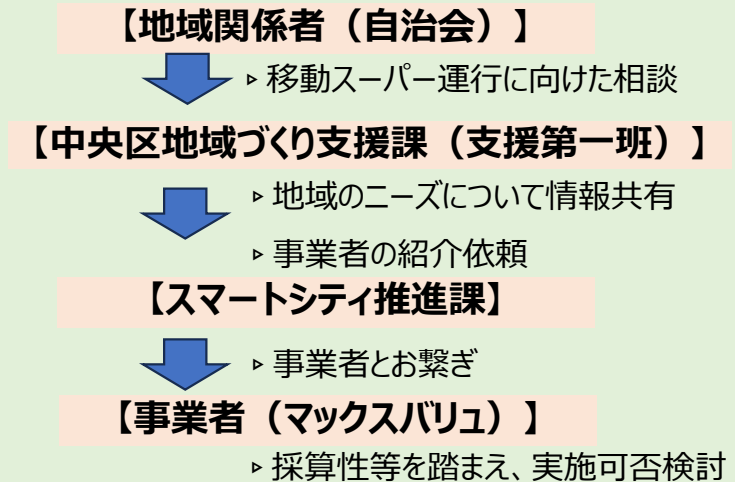 【地域関係者（自治会）】
▹移動スーパー運行に向けた相談
【中央区地域づくり支援課（支援第一班）】
▹地域のニーズについて情報共有
▹事業者の紹介依頼
【スマートシティ推進課】
▹事業者とお繋ぎ
【事業者（マックスバリュ）】
▹採算性等を踏まえ、実施可否検討